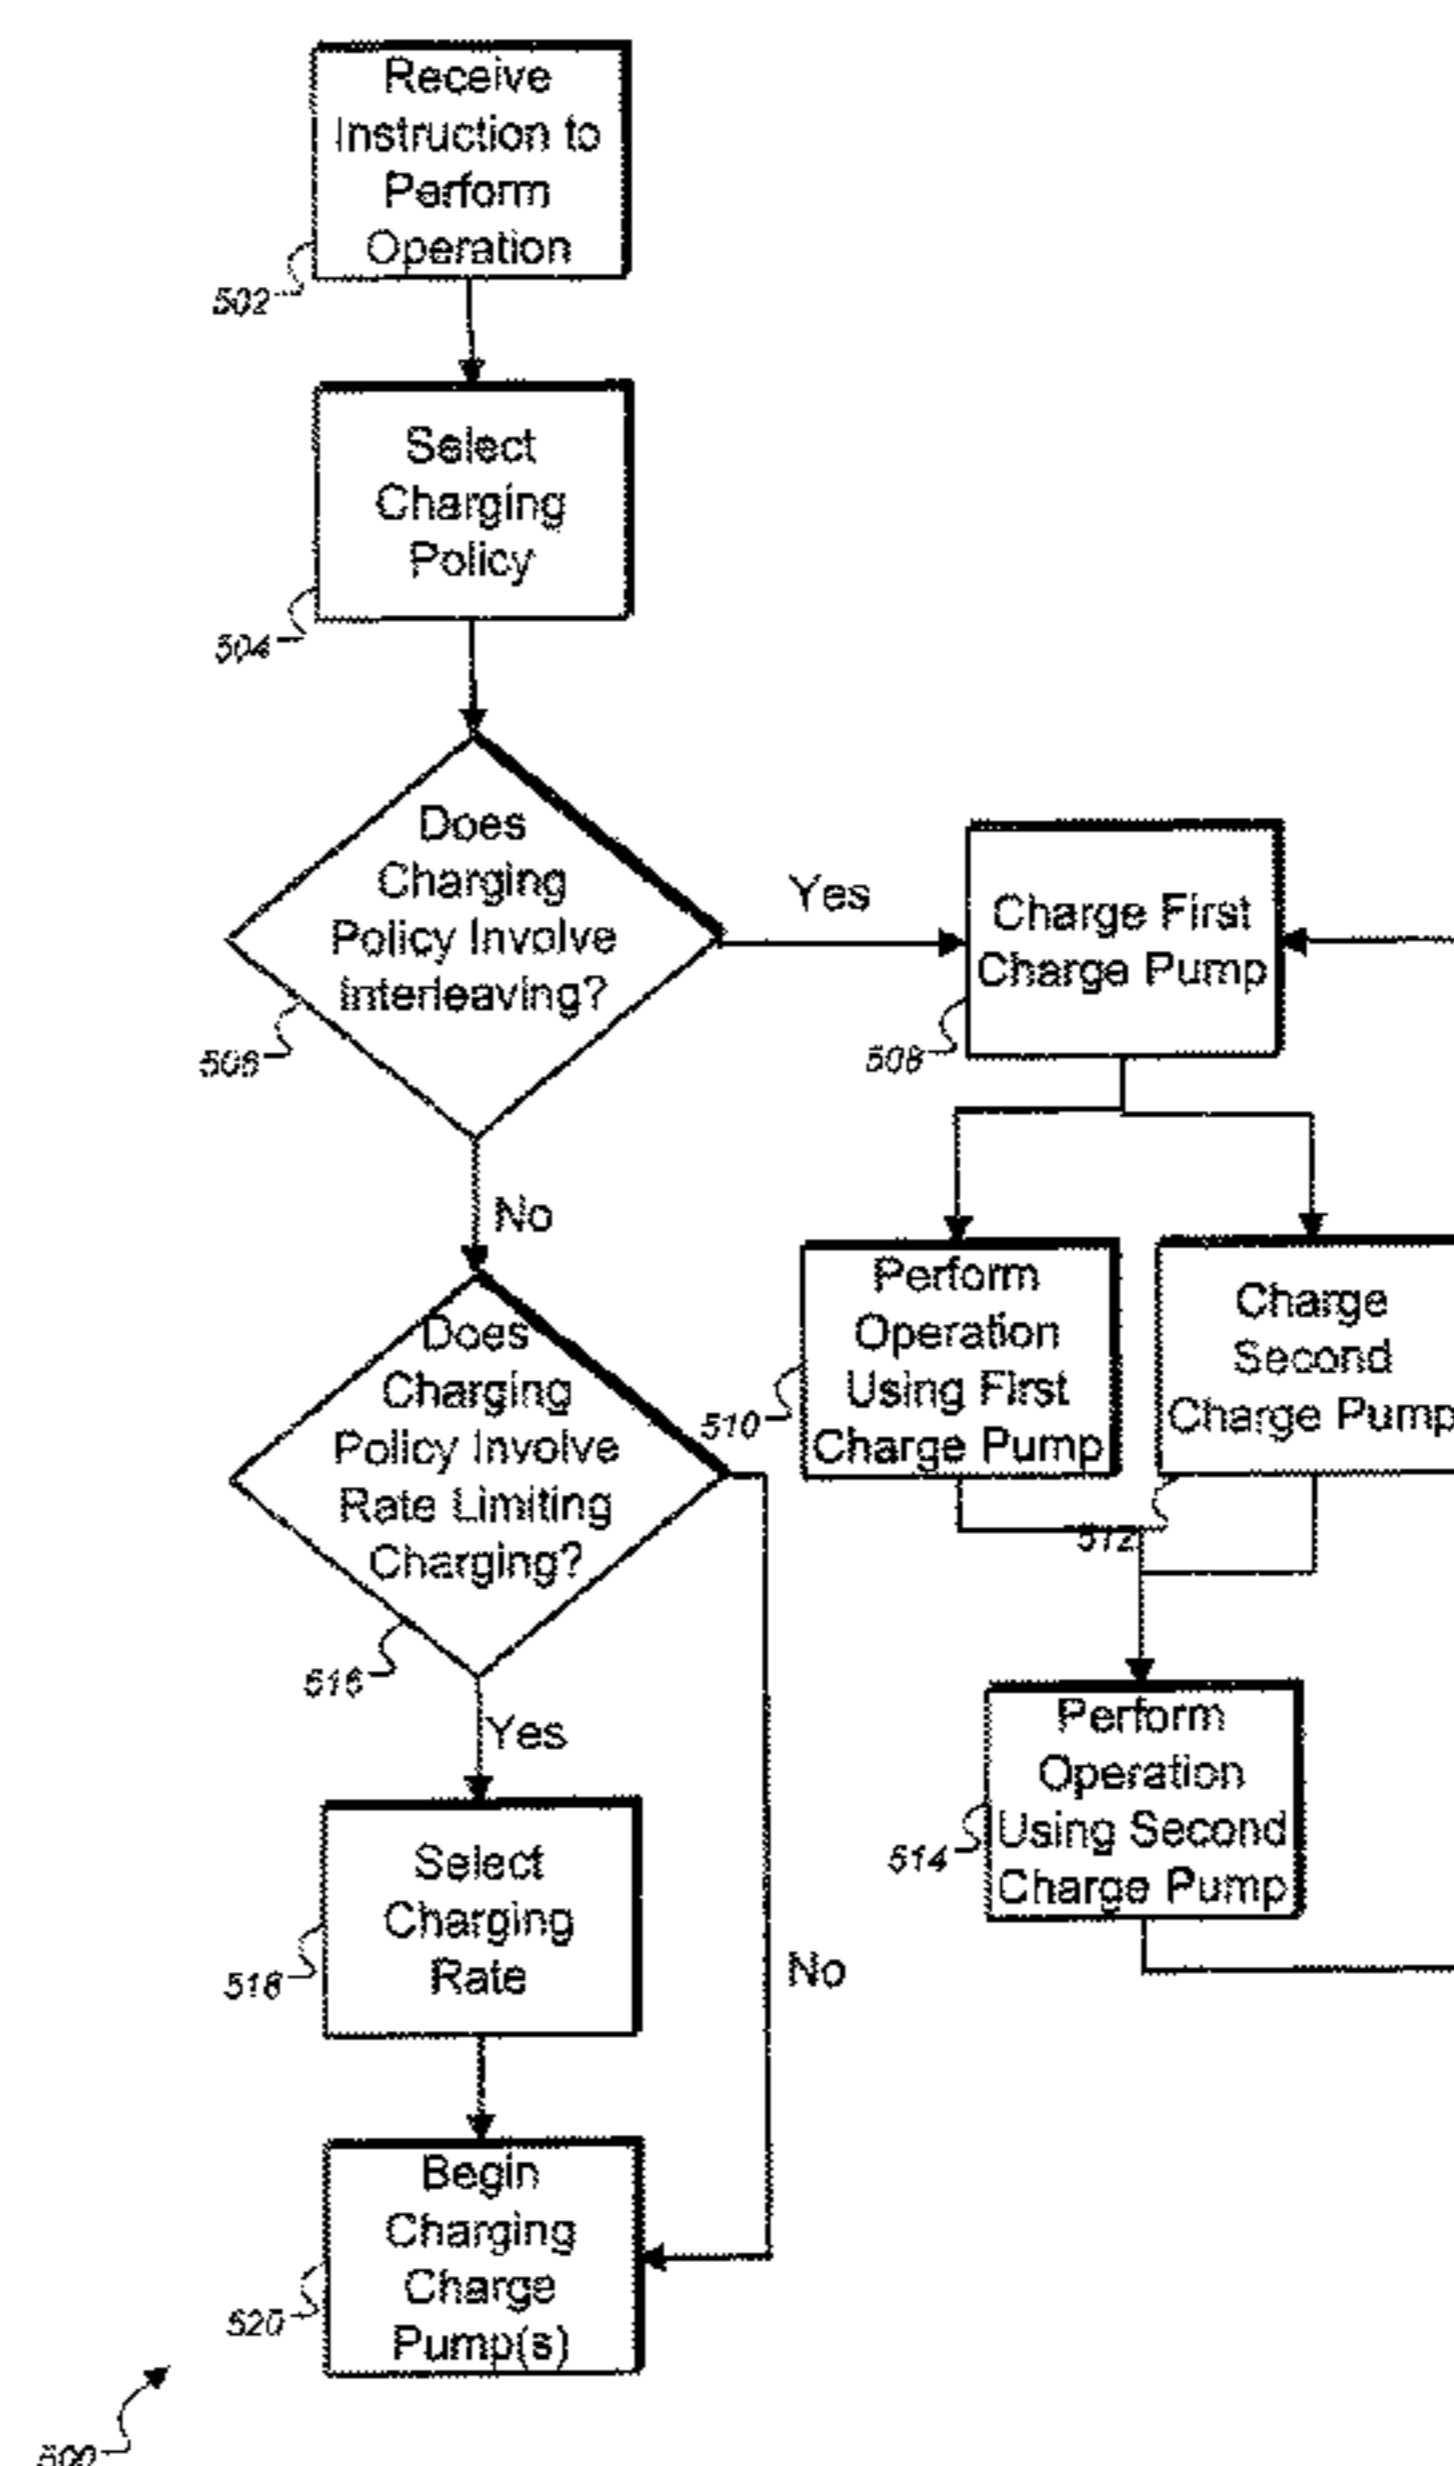 Receive
Instruction to
Perform
Operation
502
Select
Charging
Policy
504
Does
Charging
Policy Involve
Interleaving?
506
Yes
Charge First
Charge Pump
508
No
Perform
Operation
Using First
Charge Pump
510
Charge
Second
Charge Pump
512
Does
Charging
Policy Involve
Rate Limiting
Charging?
516
Yes
Perform
Operation
Using Second
Charge Pump
514
Select
Charging
Rate
518
No
Begin
Charging
Charge
Pump(s)
520
500